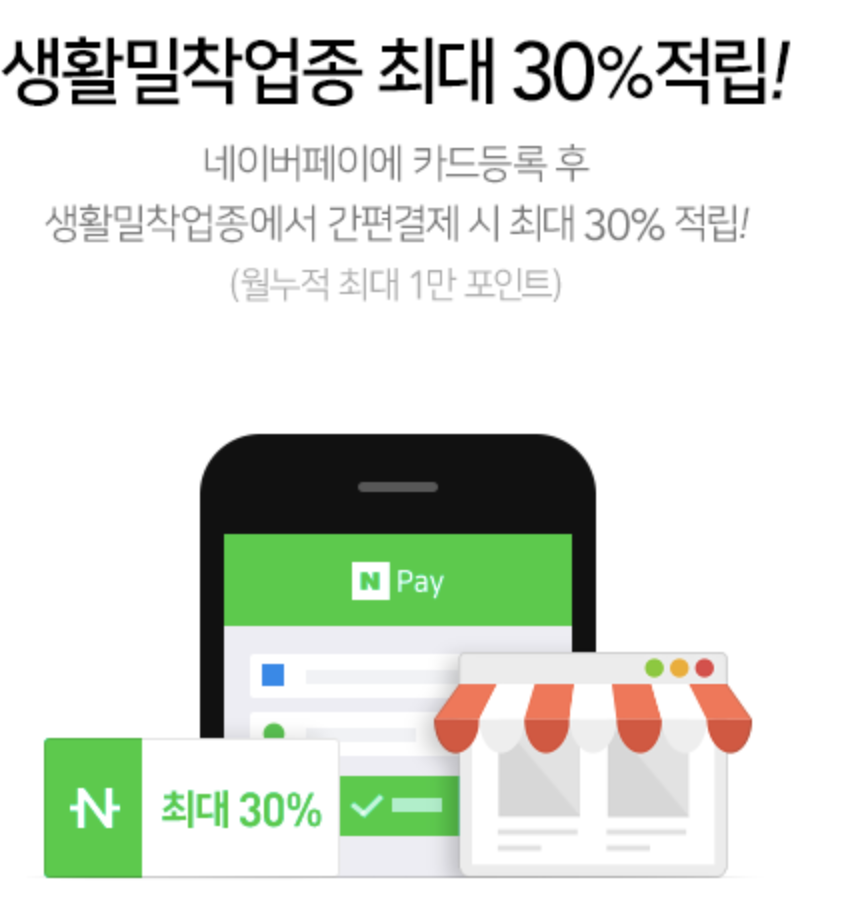 생활밀착업종 최대 30%적립!
네이버페이에 카드등록 후
생활밀착업종에서 간편결제 시 최대 30% 적립!
(월누적 최대 1만 포인트)
N Pay
N 최대 30%